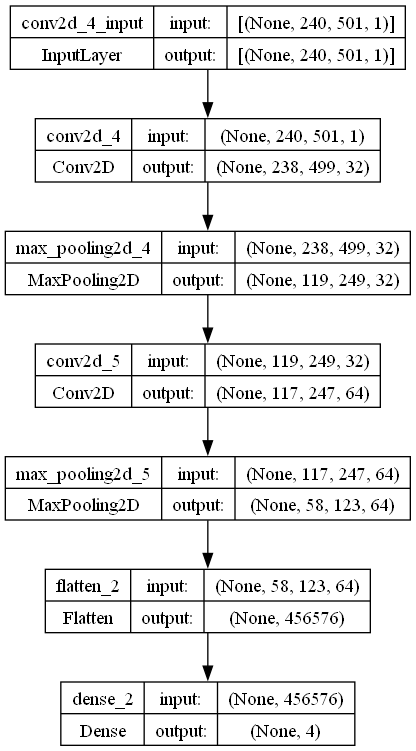 conv2d_4_input input: [(None, 240, 501, 1)]
InputLayer output: [(None, 240, 501, 1)]
conv2d_4 input: (None, 240, 501, 1)
Conv2D output: (None, 238, 499, 32)
max_pooling2d_4 input: (None, 238, 499, 32)
MaxPooling2D output: (None, 119, 249, 32)
conv2d_5 input: (None, 119, 249, 32)
Conv2D output: (None, 117, 247, 64)
max_pooling2d_5 input: (None, 117, 247, 64)
MaxPooling2D output: (None, 58, 123, 64)
flatten_2 input: (None, 58, 123, 64)
Flatten output: (None, 456576)
dense_2 input: (None, 456576)
Dense output: (None, 4)